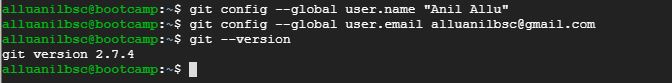 alluanilbsc@bootcamp:~$ git config --global user.name "Anil Allu"
alluanilbsc@bootcamp:~$ git config --global user.email alluanilbsc@gmail.com
alluanilbsc@bootcamp:~$ git --version
git version 2.7.4
alluanilbsc@bootcamp:~$